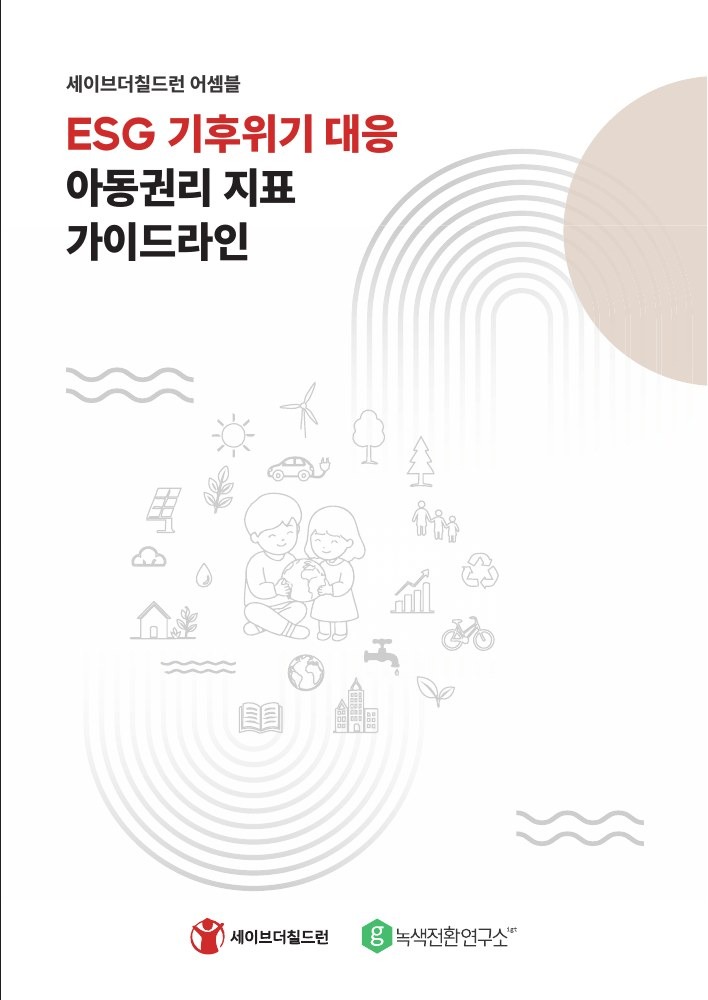 세이브더칠드런 어셈블
ESG 기후위기 대응
아동권리 지표
가이드라인
세이브더칠드런
g 녹색전환연구소 igt